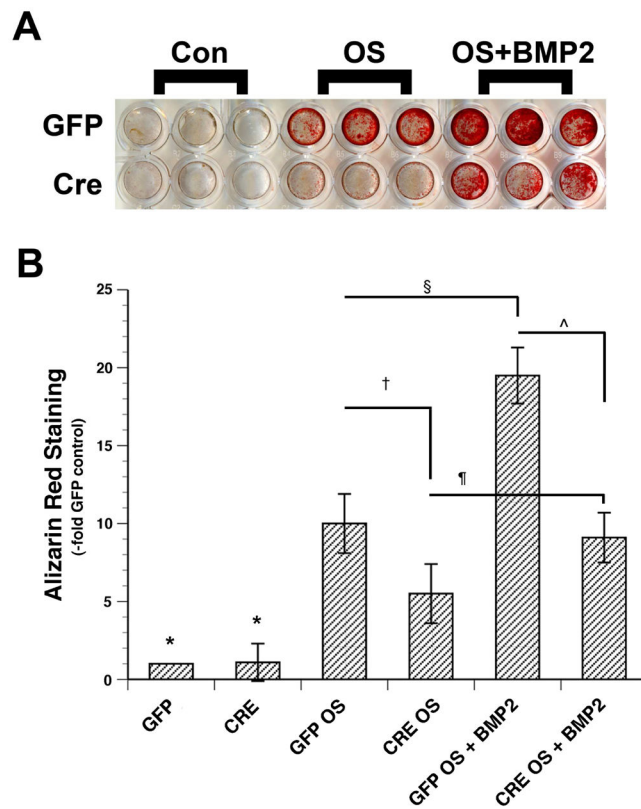 A
Con OS OS+BMP2
GFP
Cre
B
Alizarin Red Staining
(-fold GFP control)
25
20
15
10
5
0
§
^
†
¶
*
*
GFP
CRE
GFP OS
CRE OS
GFP OS + BMP2
CRE OS + BMP2